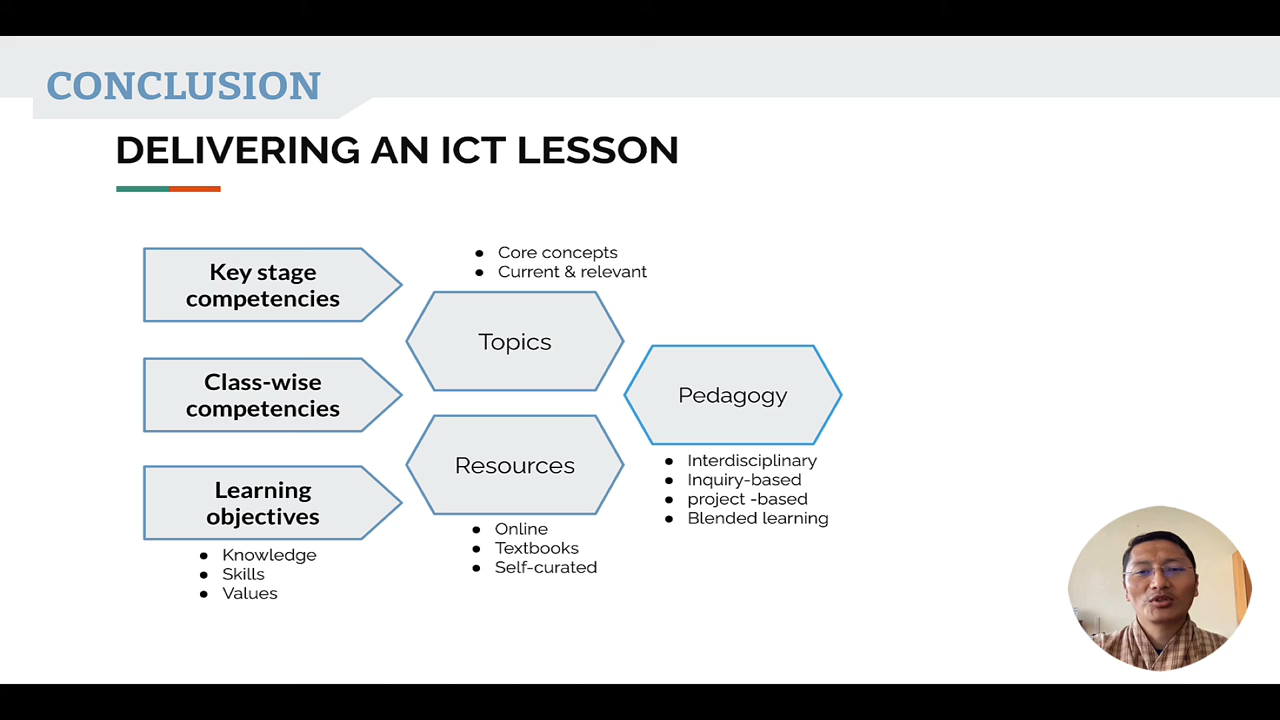 CONCLUSION
DELIVERING AN ICT LESSON
Key stage
competencies
Class-wise
competencies
Learning
objectives
● Knowledge
● Skills
● Values
● Core concepts
● Current & relevant
Topics
Resources
● Online
● Textbooks
● Self-curated
Pedagogy
● Interdisciplinary
● Inquiry-based
● project -based
● Blended learning